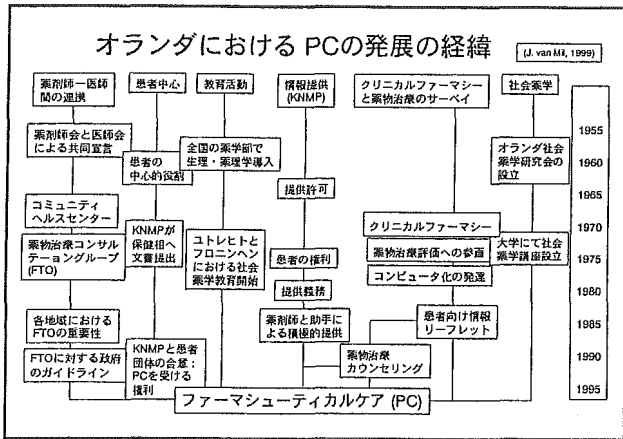 オランダにおける PCの発展の経緯
(J. van Mil, 1999)
薬剤師ー医師
間の連携
患者中心
教育活動
情報提供
(KNMP)
クリニカルファーマシー
と薬物治療のサーベイ
社会薬学
薬剤師会と医師会
による共同宣言
患者の
中心的役割
全国の薬学部で
生理・薬理学導入
提供許可
オランダ社会
薬学研究会の
設立
コミュニティ
ヘルスセンター
薬物治療コンサル
テーョングループ
(FTO)
KNMPが
保健相へ
文書提出
ユトレヒトと
フロニンヘン
における社会
薬学教育開始
患者の権利
提供義務
クリニカルファーマシー
薬物治療評価への参画
コンピュータ化の発達
大学にて社会
薬学講座設立
各地域における
FTOの重要性
薬剤師と助手に
よる積極的提供
患者向け情報
リーフレット
FTOに対する政府
のガイドライン
KNMPと患者
団体の合意：
PCを受ける
権利
薬物治療
カウンセリング
ファーマシューティカルケア (PC)
1955
1960
1965
1970
1975
1980
1985
1990
1995